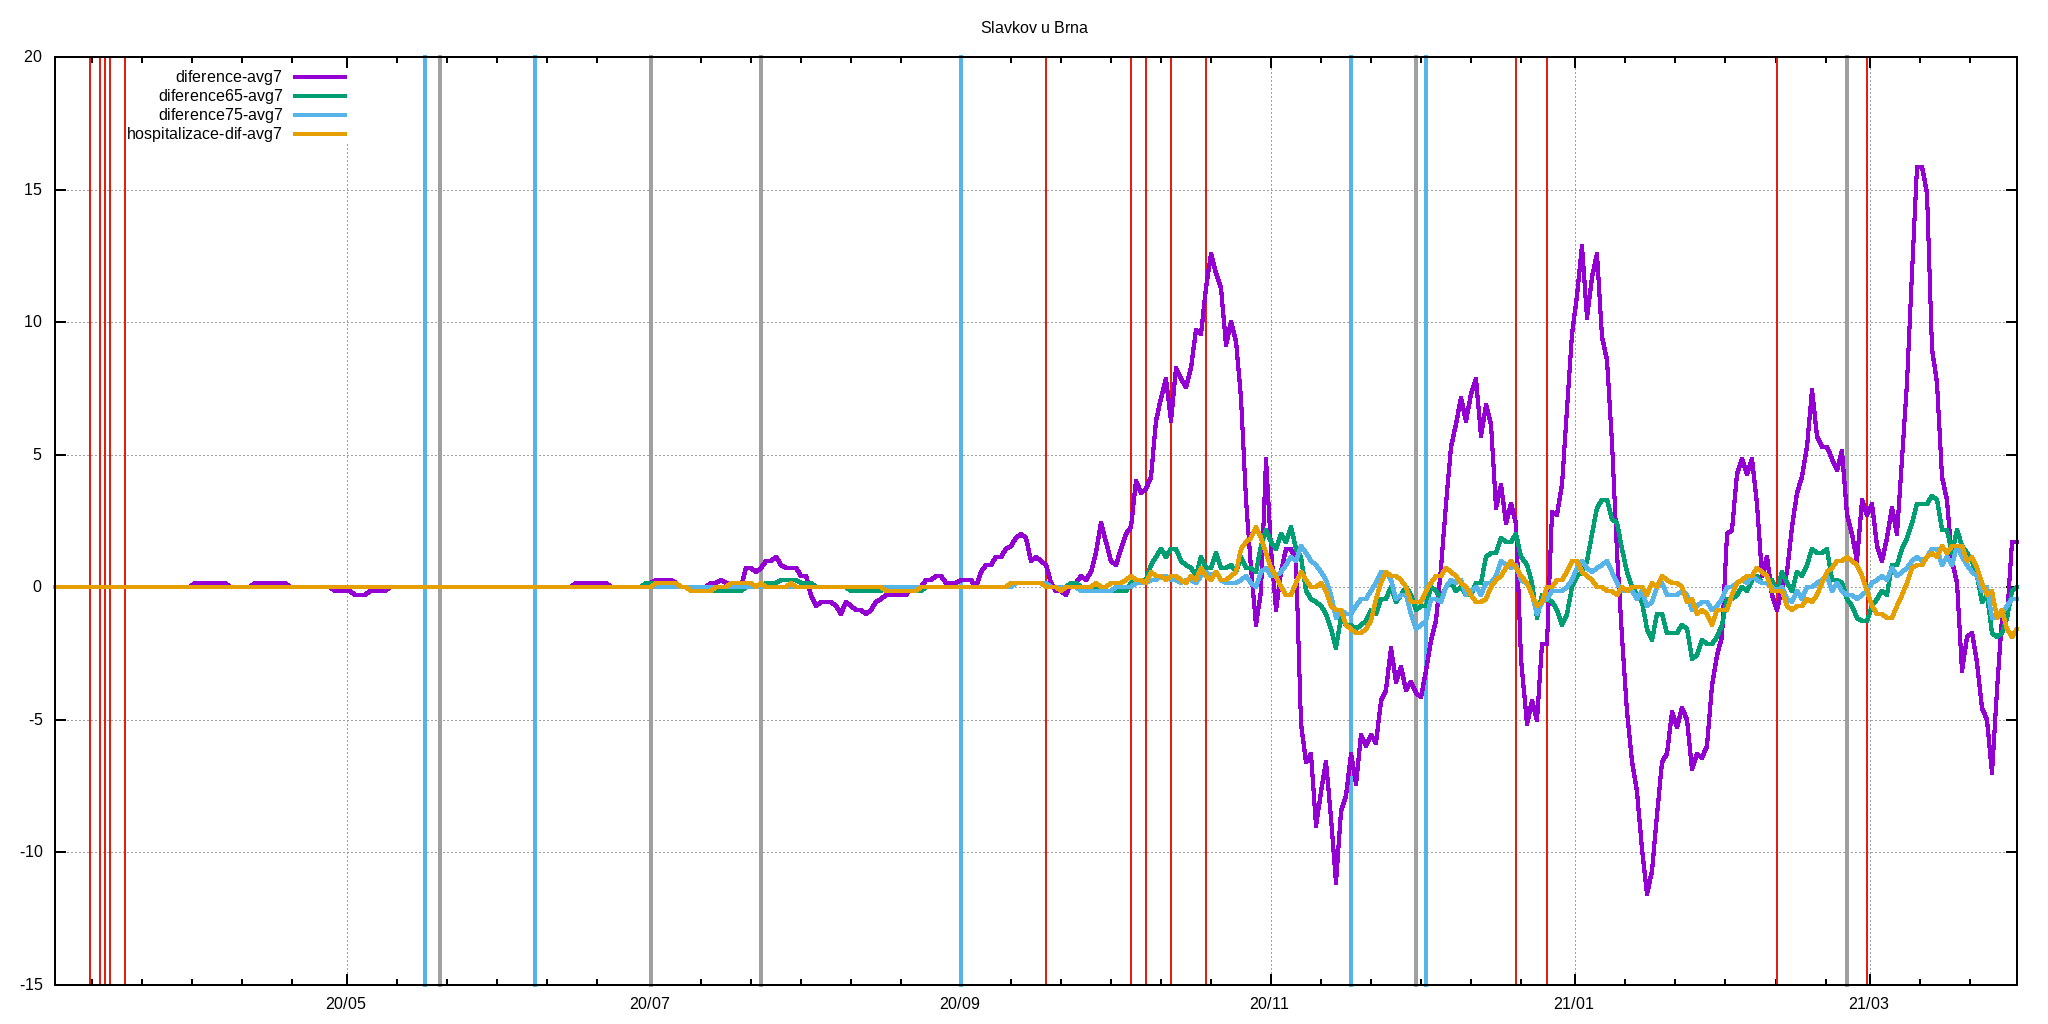 Slavkov u Brna
diference-avg7
diference65-avg7
diference75-avg7
hospitalizace-dif-avg7
20
15
10
5
0
-5
-10
-15
20/05 20/07 20/09 20/11 21/01 21/03